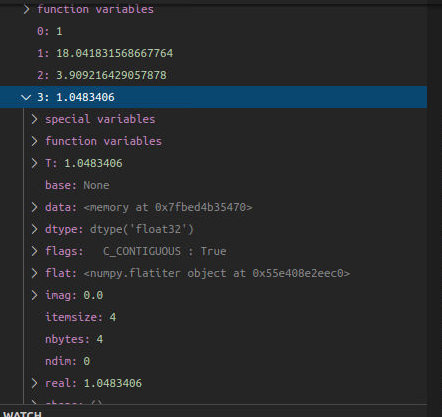 function variables
0: 1
1: 18.041831568667764
2: 3.909216429057878
3: 1.0483406
special variables
function variables
T: 1.0483406
base: None
data: <memory at 0x7fbed4b35470>
dtype: dtype('float32')
flags: C_CONTIGUOUS : True
flat: <numpy.flatiter object at 0x55e408e2eec0>
imag: 0.0
itemsize: 4
nbytes: 4
ndim: 0
real: 1.0483406
WATCH